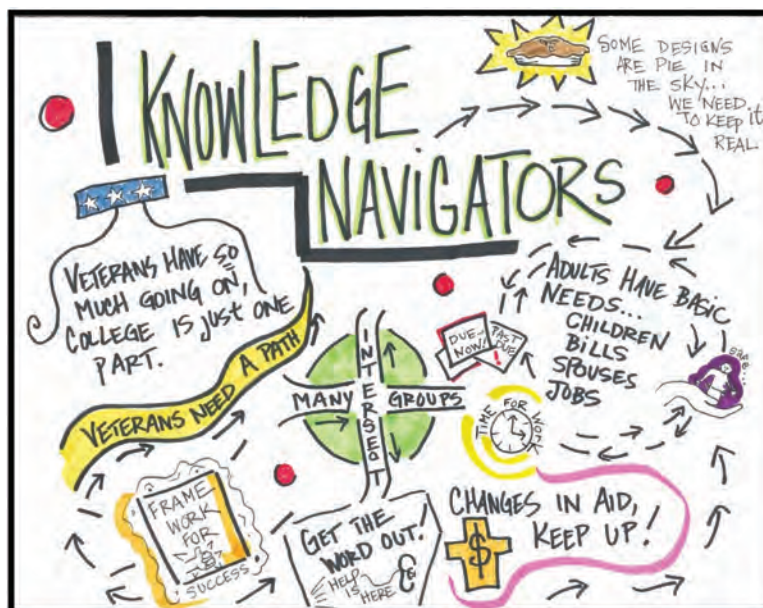 KNOWLEDGE
NAVIGATORS
SOME DESIGNS
ARE PIE IN
THE SKY...
WE NEED
TO KEEP it
REAL.
VETERANS HAVE SO
MUCH GOING ON,
COLLEGE IS JUST ONE
PART.
VETERANS NEED A PATH
MANY GROUPS
INTERSECT
DUE-
NOW!
PAST
DUE
!
ADULTS HAVE BASIC
NEEDS...
CHILDREN
BILLS
SPOUSES
JOBS
TIME FOR WORK
FRAME
WORK
FOR
SUCCESS
GET THE
WORD OUT!
HELP
IS
HERE
CHANGES IN AID,
KEEP UP!
$